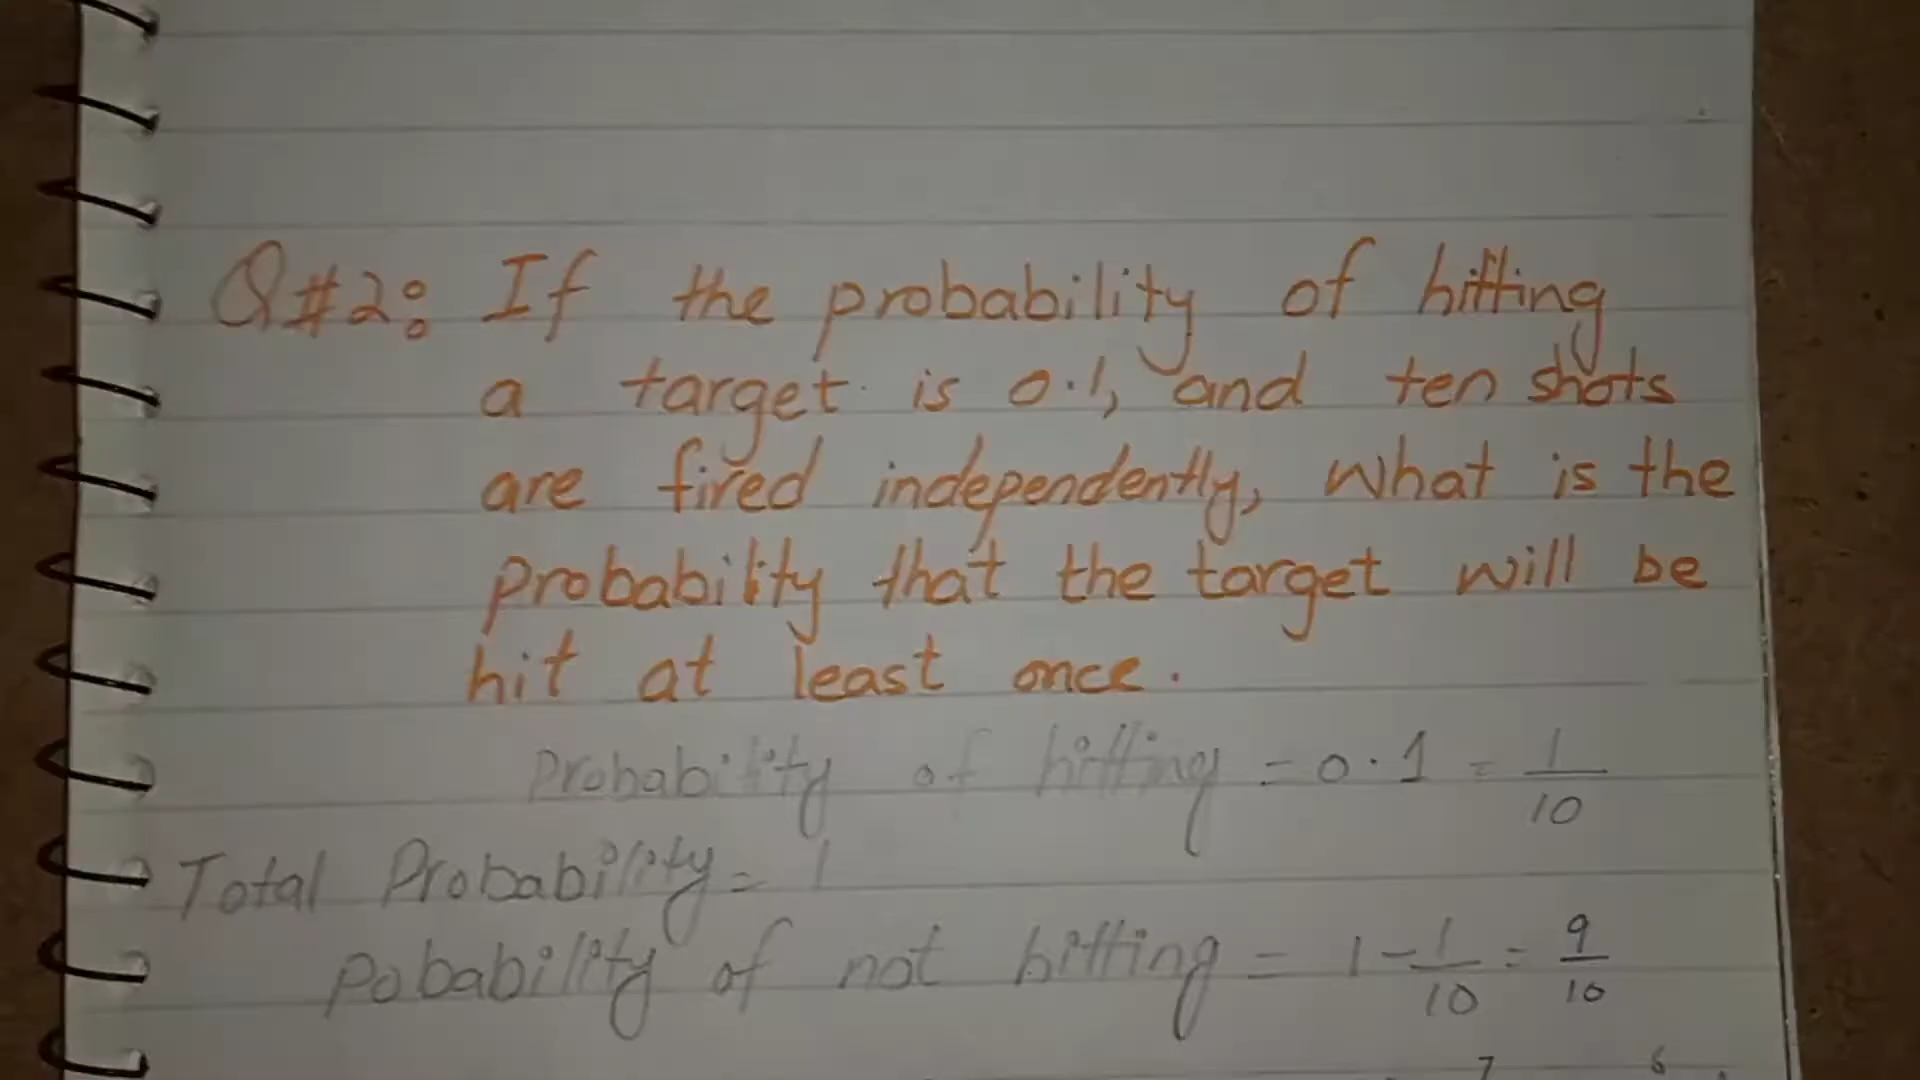 Q#2: If the probability of hitting
a target is 0.1, and ten shots
are fired independently, what is the
probability that the target will be
hit at least once.
Probability of hitting = 0.1 = 1/10
Total Probability = 1
Pobability of not hitting = 1 - 1/10 = 9/10
7 6